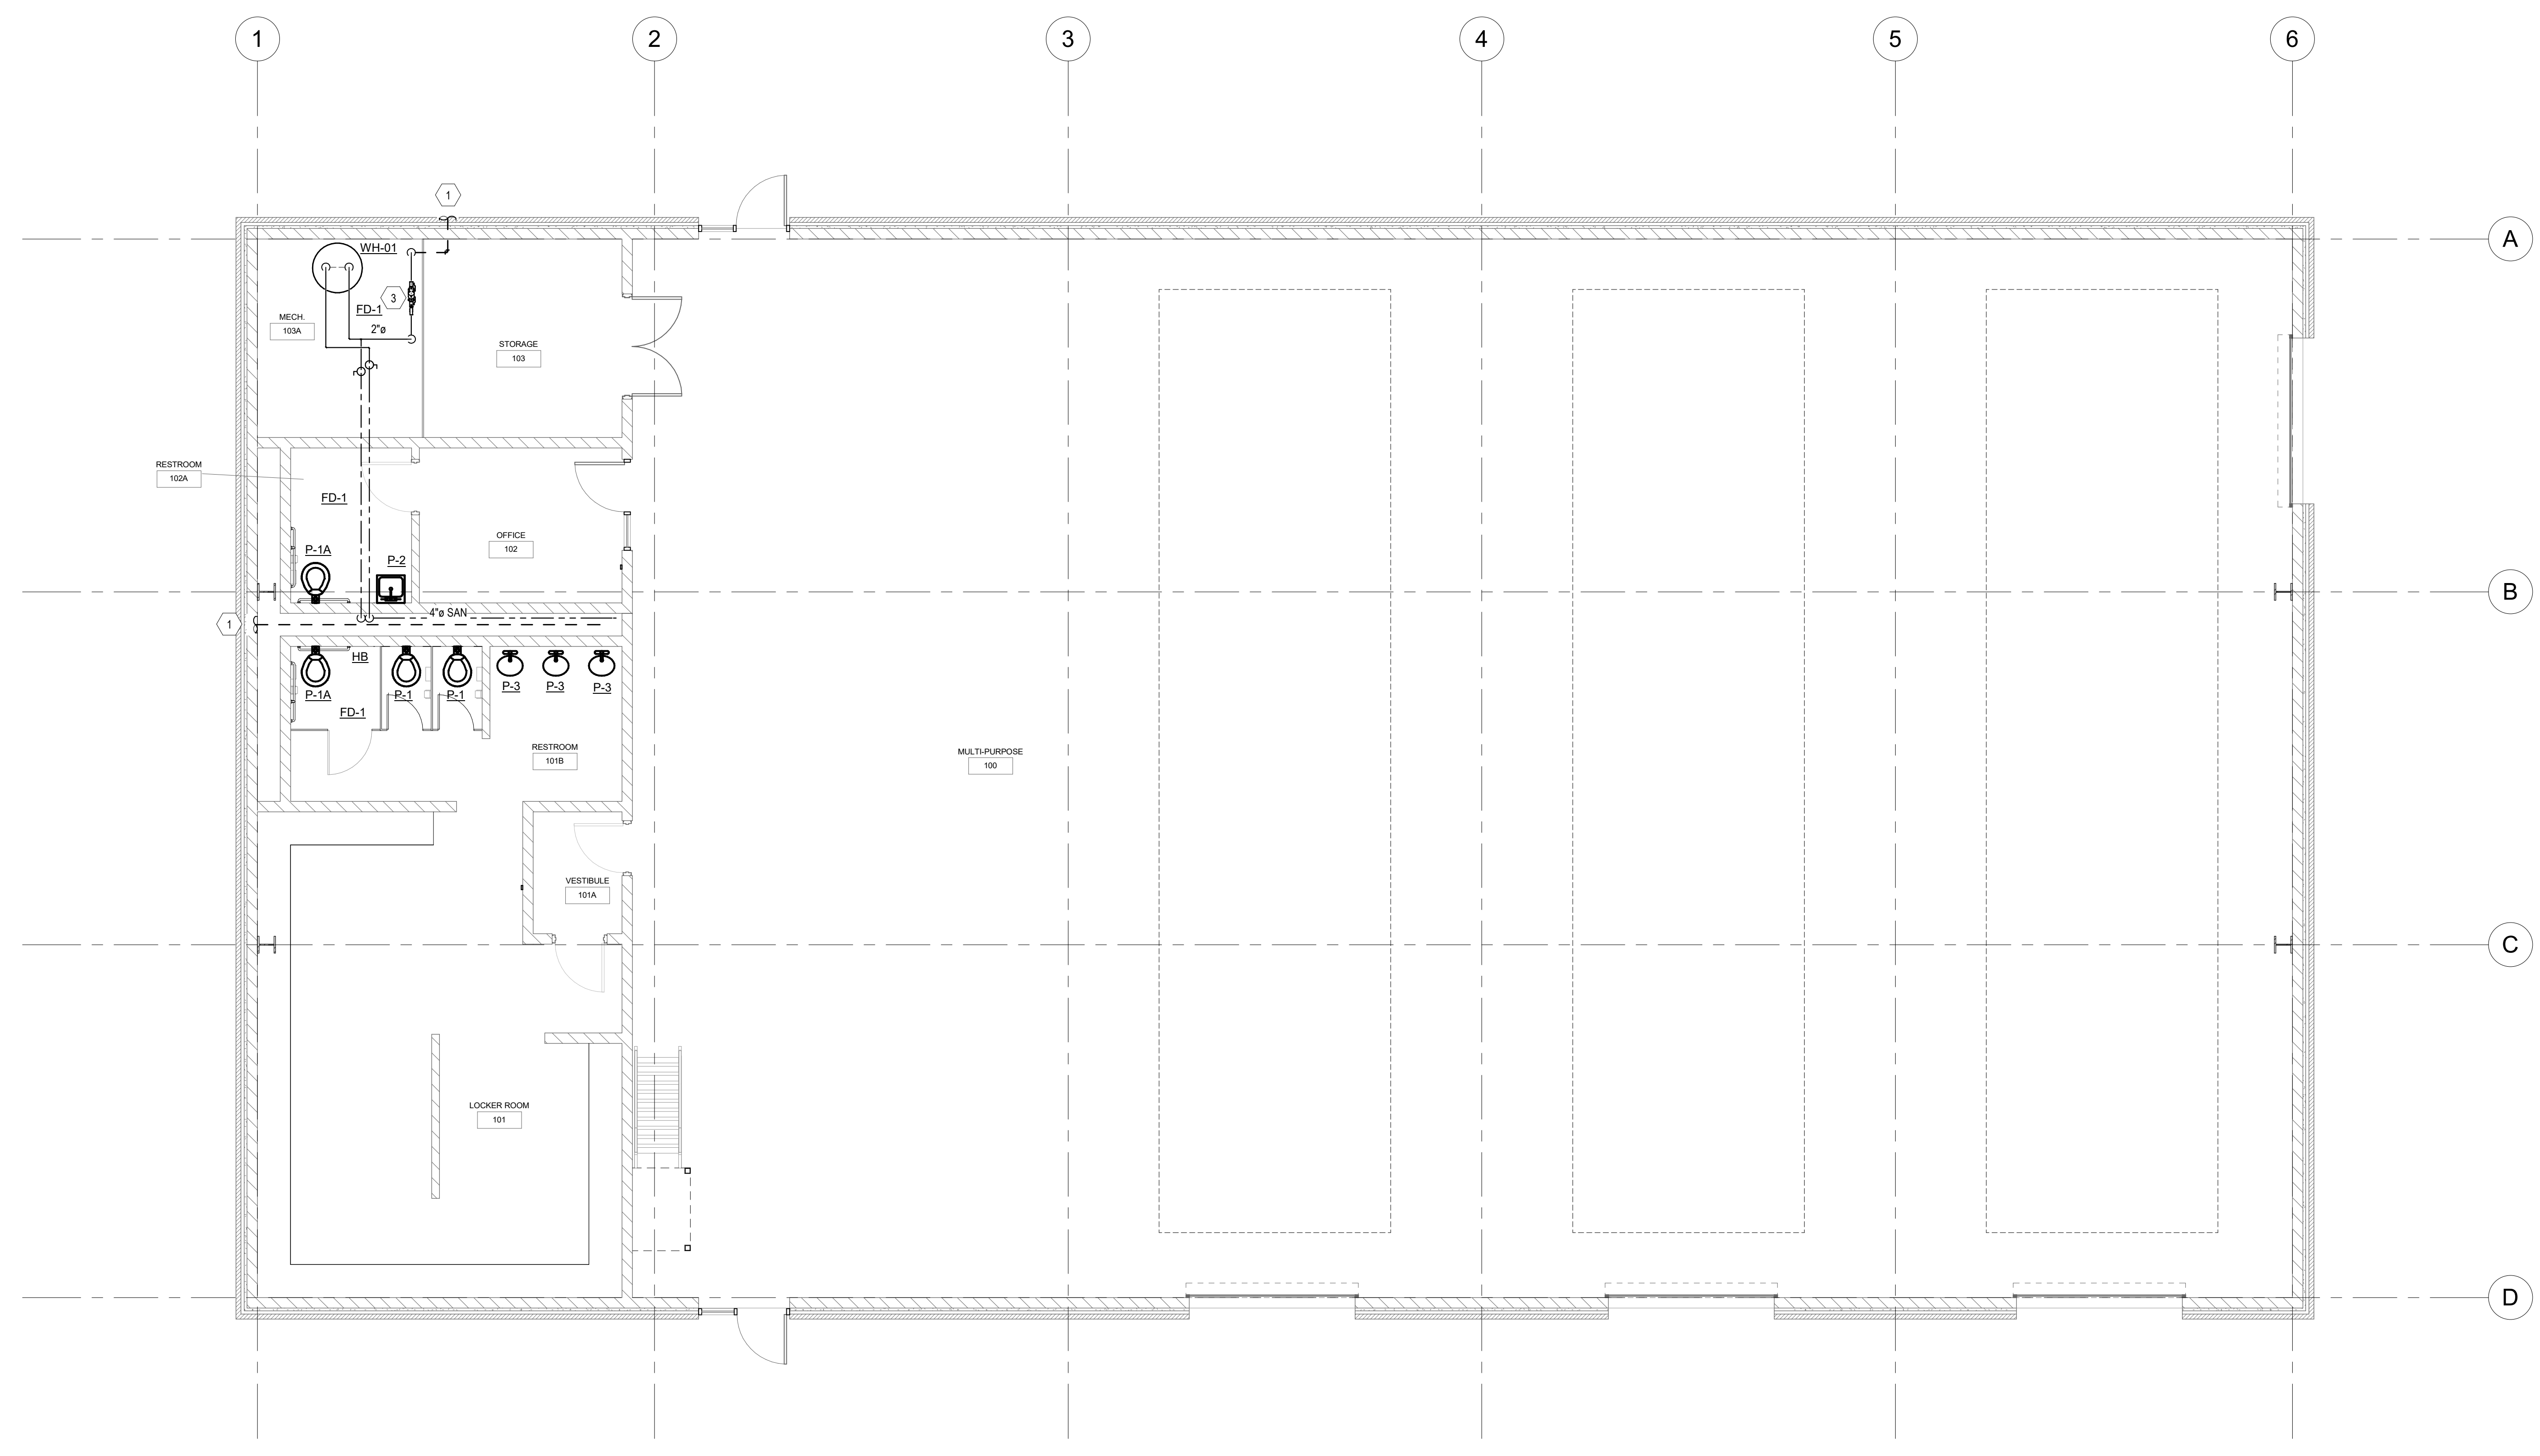 1
2
3
4
5
6
1
A
WH-01
3
FD-1
MECH.
103A
2"ø
STORAGE
103
RESTROOM
102A
FD-1
OFFICE
102
P-1A
P-2
B
4"ø SAN
1
HB
P-1A
P-1
P-1
P-3
P-3
P-3
FD-1
RESTROOM
101B
MULTI-PURPOSE
100
VESTIBULE
101A
C
LOCKER ROOM
101
D